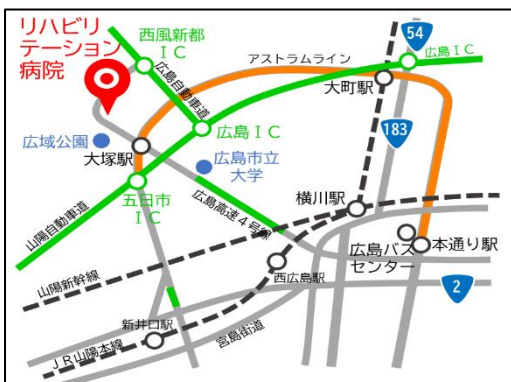 リハビリ
テーション
病院
西風新都
IC
54
アストラムライン
広島IC
広島自動車道
大町駅
183
広島IC
広域公園
大塚駅
広島市立
大学
五日市
IC
山陽自動車道
広島高速４号線
横川駅
広島バス
センター
本通り駅
山陽新幹線
西広島駅
2
新井口駅
宮島街道
ＪＲ山陽本線